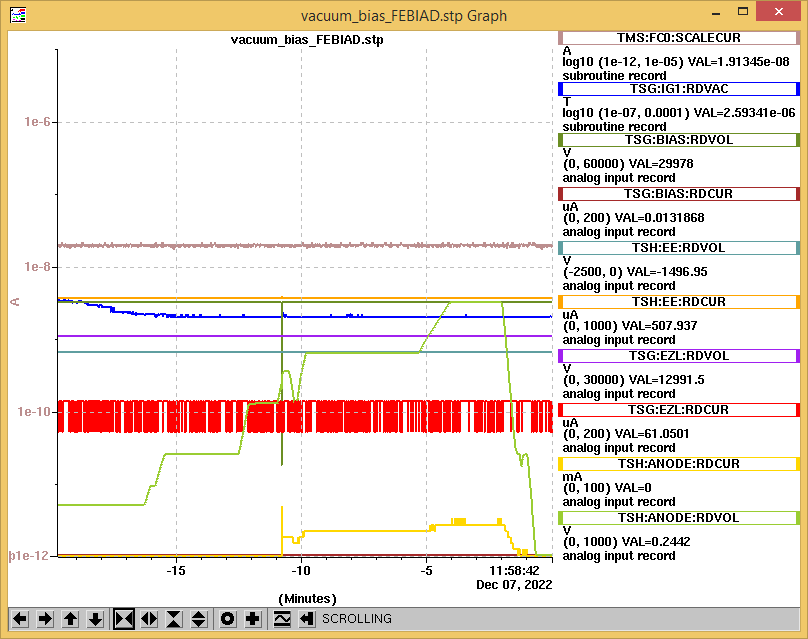 vacuum_bias_FEBIAD.stp Graph
vacuum_bias_FEBIAD.stp
1e-6
1e-8
A
1e-10
1e-12
-15
-10
-5
11:58:42
Dec 07, 2022
(Minutes)
TMS:FC0:SCALECUR
A
log10 (1e-12, 1e-05) VAL=1.91345e-08
subroutine record
TSG:IG1:RDVAC
T
log10 (1e-07, 0.0001) VAL=2.59341e-06
subroutine record
TSG:BIAS:RDVOL
V
(0, 60000) VAL=29978
analog input record
TSG:BIAS:RDCUR
uA
(0, 200) VAL=0.0131868
analog input record
TSH:EE:RDVOL
V
(-2500, 0) VAL=-1496.95
analog input record
TSH:EE:RDCUR
uA
(0, 1000) VAL=507.937
analog input record
TSG:EZL:RDVOL
V
(0, 30000) VAL=12991.5
analog input record
TSG:EZL:RDCUR
uA
(0, 200) VAL=61.0501
analog input record
TSH:ANODE:RDCUR
mA
(0, 100) VAL=0
analog input record
TSH:ANODE:RDVOL
V
(0, 1000) VAL=0.2442
analog input record
SCROLLING